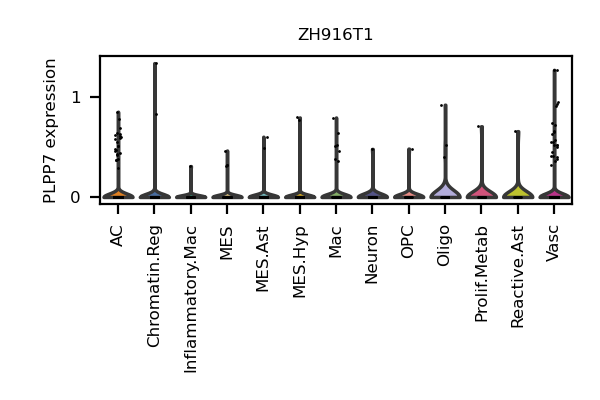 ZH916T1
PLPP7 expression
1
0
AC
Chromatin.Reg
Inflammatory.Mac
MES
MES.Ast
MES.Hyp
Mac
Neuron
OPC
Oligo
Prolif.Metab
Reactive.Ast
Vasc